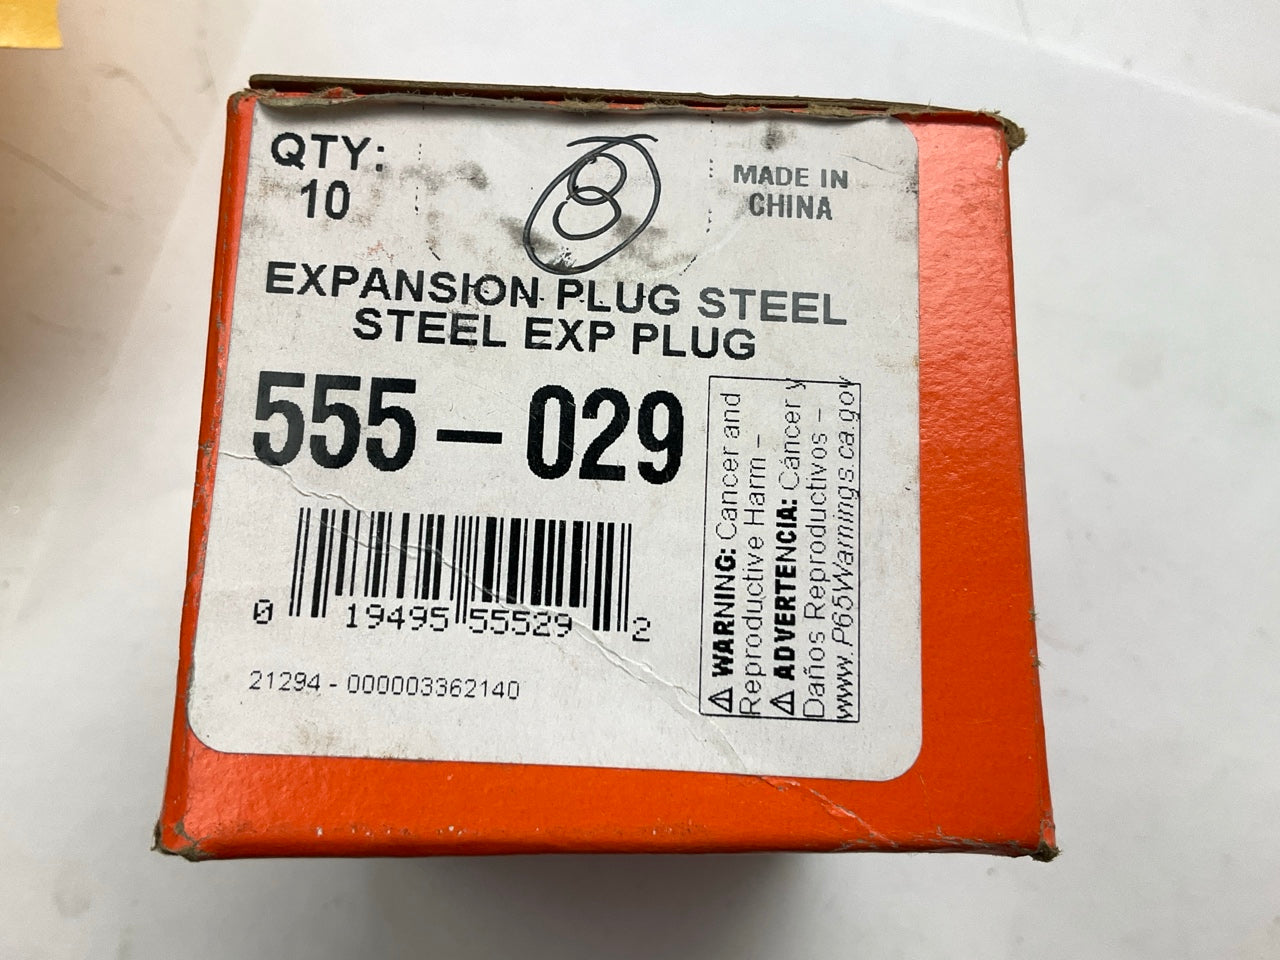 QTY:
10
8
MADE IN
CHINA
EXPANSION PLUG STEEL
STEEL EXP PLUG
555-029
0 19495 55529 2
21294 - 000003362140
⚠ WARNING: Cancer and
Reproductive Harm –
⚠ ADVERTENCIA: Cáncer y
Daños Reproductivos –
www.P65Warnings.ca.gov